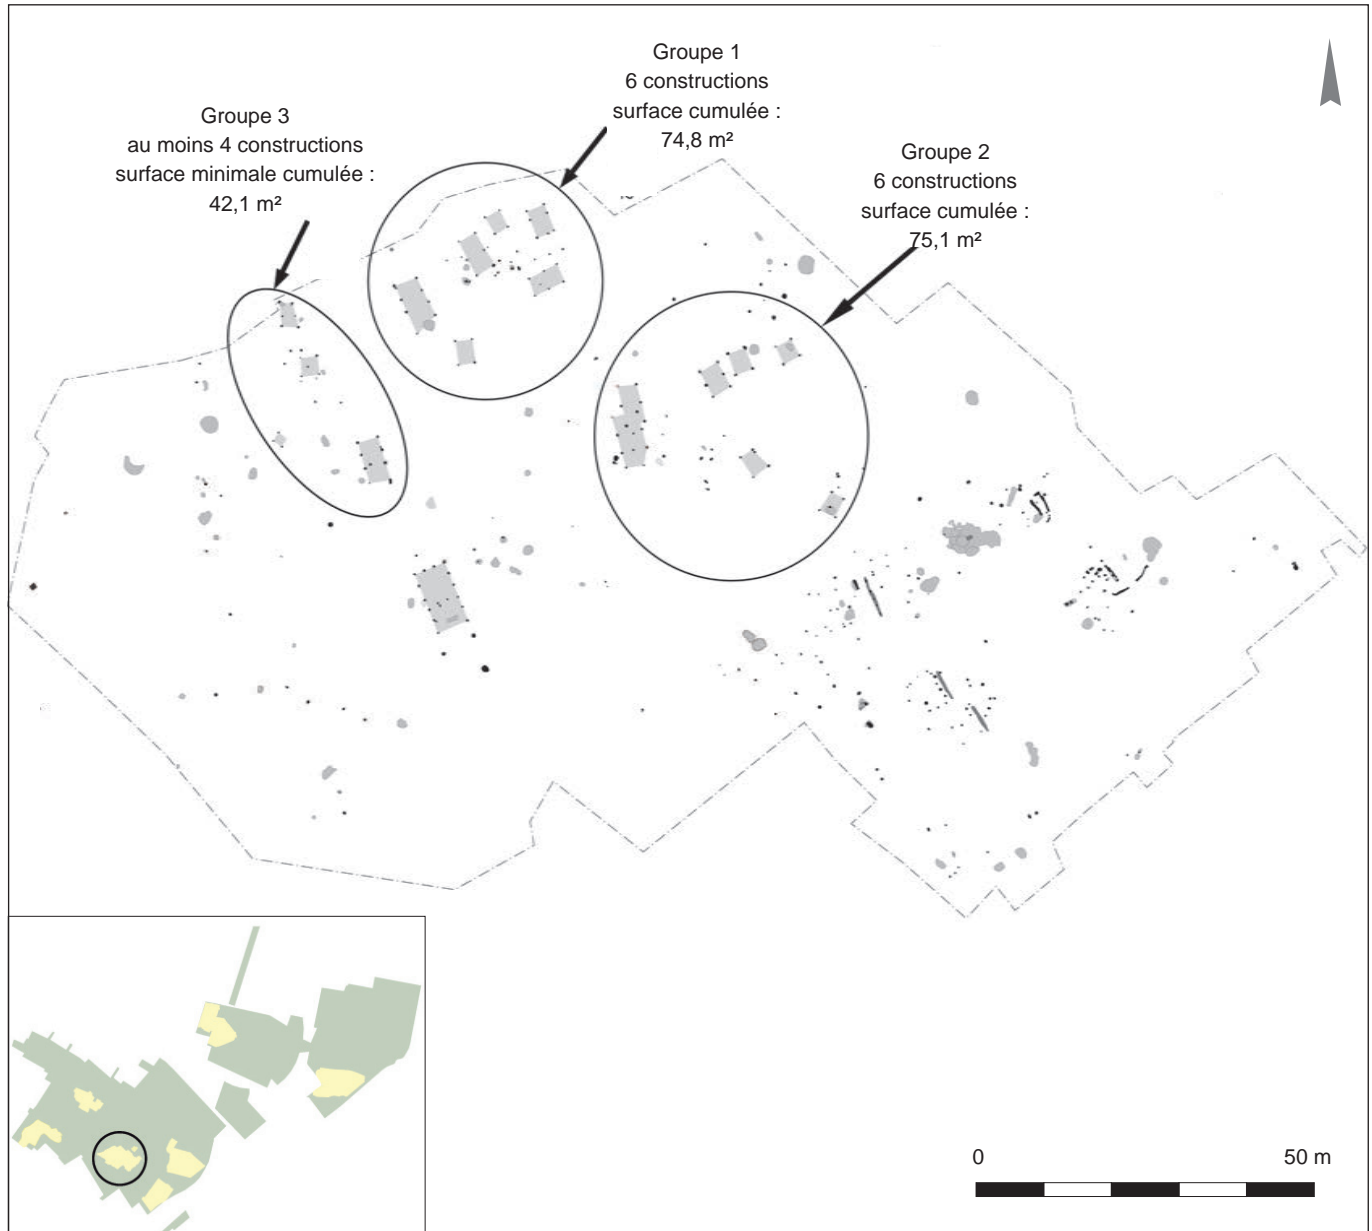 Groupe 1
6 constructions
surface cumulée :
74,8 m²
Groupe 3
au moins 4 constructions
surface minimale cumulée :
42,1 m²
Groupe 2
6 constructions
surface cumulée :
75,1 m²
0 50 m